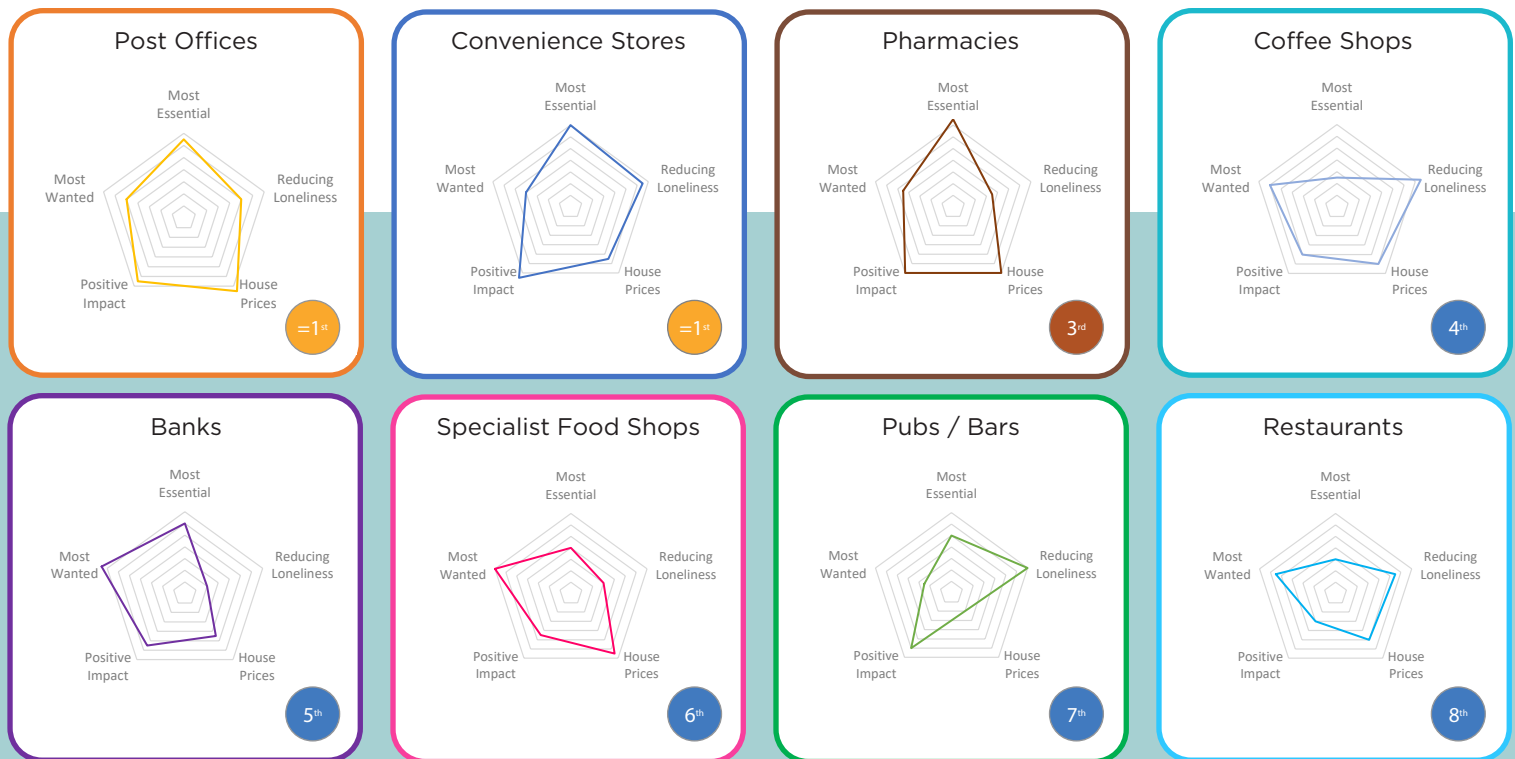 Post Offices
Most
Essential
Most
Wanted
Reducing
Loneliness
Positive
Impact
House
Prices
=1st
Convenience Stores
Most
Essential
Most
Wanted
Reducing
Loneliness
Positive
Impact
House
Prices
=1st
Pharmacies
Most
Essential
Most
Wanted
Reducing
Loneliness
Positive
Impact
House
Prices
3rd
Coffee Shops
Most
Essential
Most
Wanted
Reducing
Loneliness
Positive
Impact
House
Prices
4th
Banks
Most
Essential
Most
Wanted
Reducing
Loneliness
Positive
Impact
House
Prices
5th
Specialist Food Shops
Most
Essential
Most
Wanted
Reducing
Loneliness
Positive
Impact
House
Prices
6th
Pubs / Bars
Most
Essential
Most
Wanted
Reducing
Loneliness
Positive
Impact
House
Prices
7th
Restaurants
Most
Essential
Most
Wanted
Reducing
Loneliness
Positive
Impact
House
Prices
8th